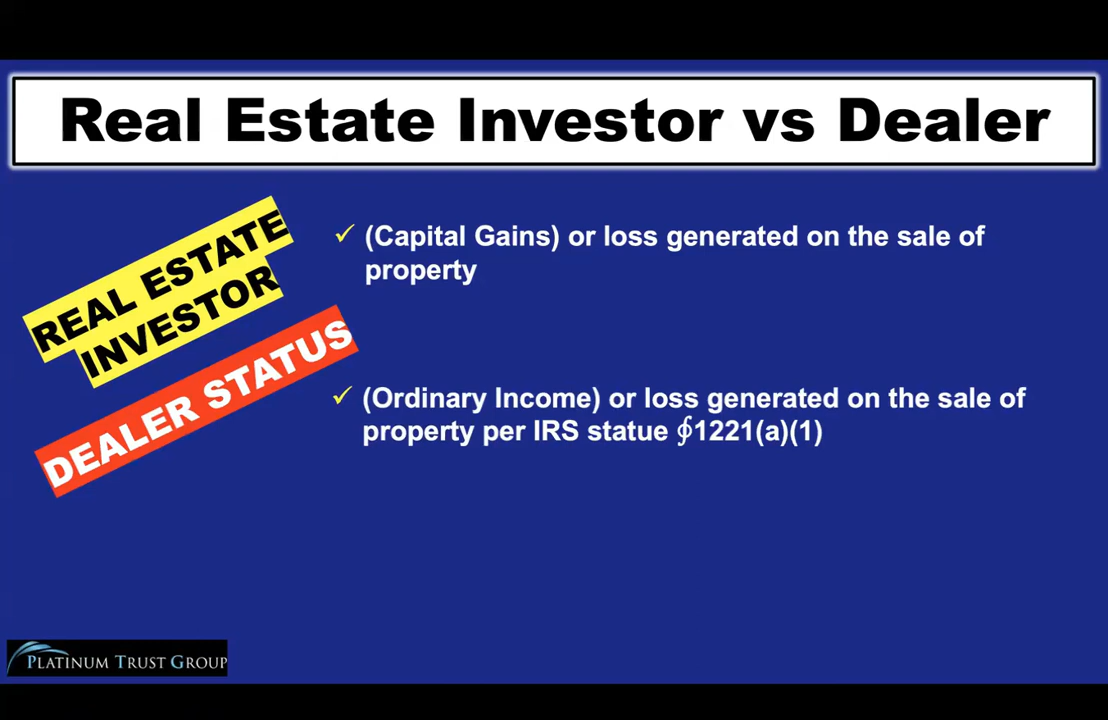 Real Estate Investor vs Dealer
REAL ESTATE
INVESTOR
✓ (Capital Gains) or loss generated on the sale of
property
DEALER STATUS
✓ (Ordinary Income) or loss generated on the sale of
property per IRS statue ∮1221(a)(1)
PLATINUM TRUST GROUP